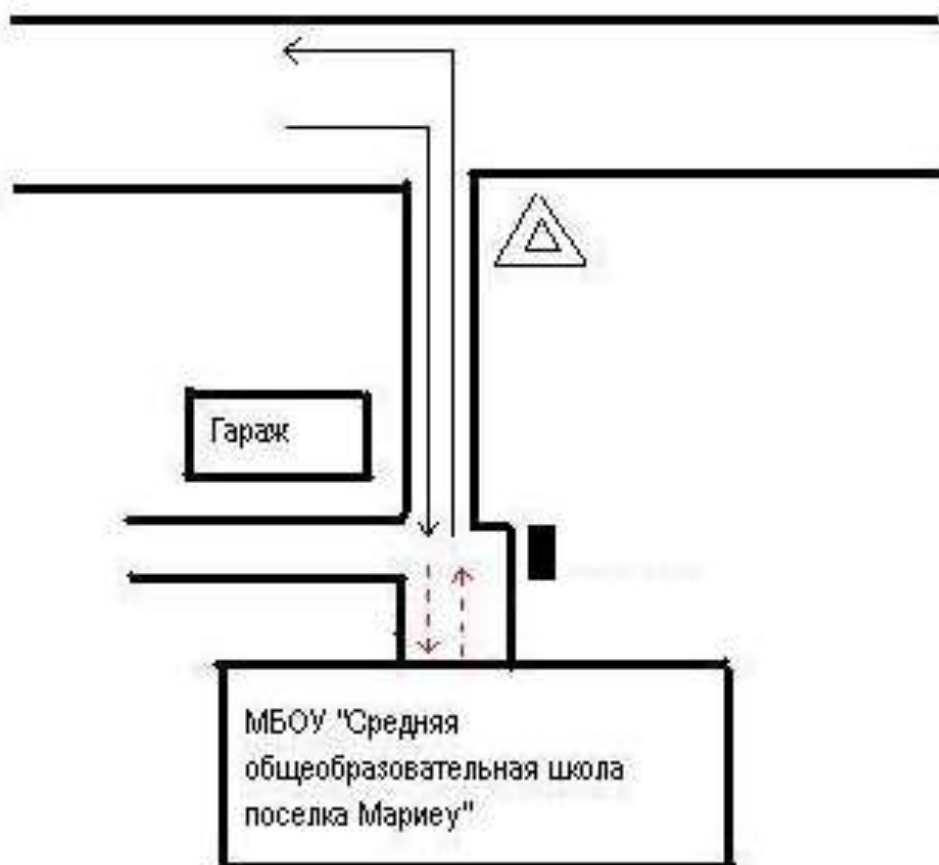 Гараж
МБОУ "Средняя
общеобразовательная школа
поселка Мариеу"